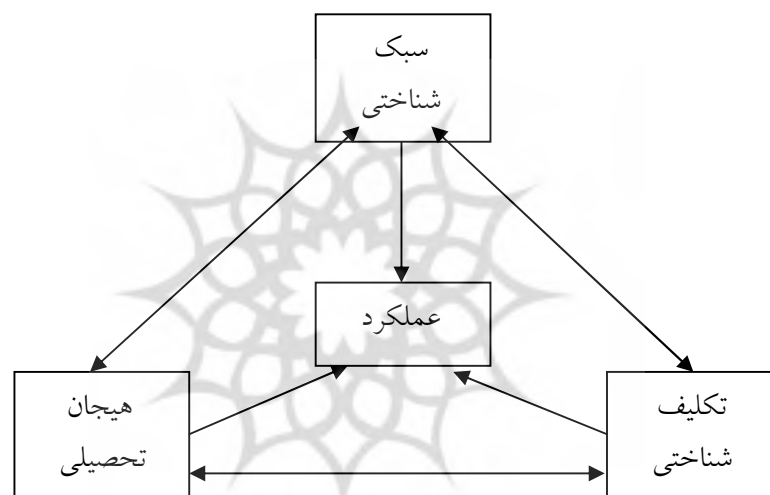 سبک
شناختی
عملکرد
هیجان
تحصیلی
تکلیف
شناختی